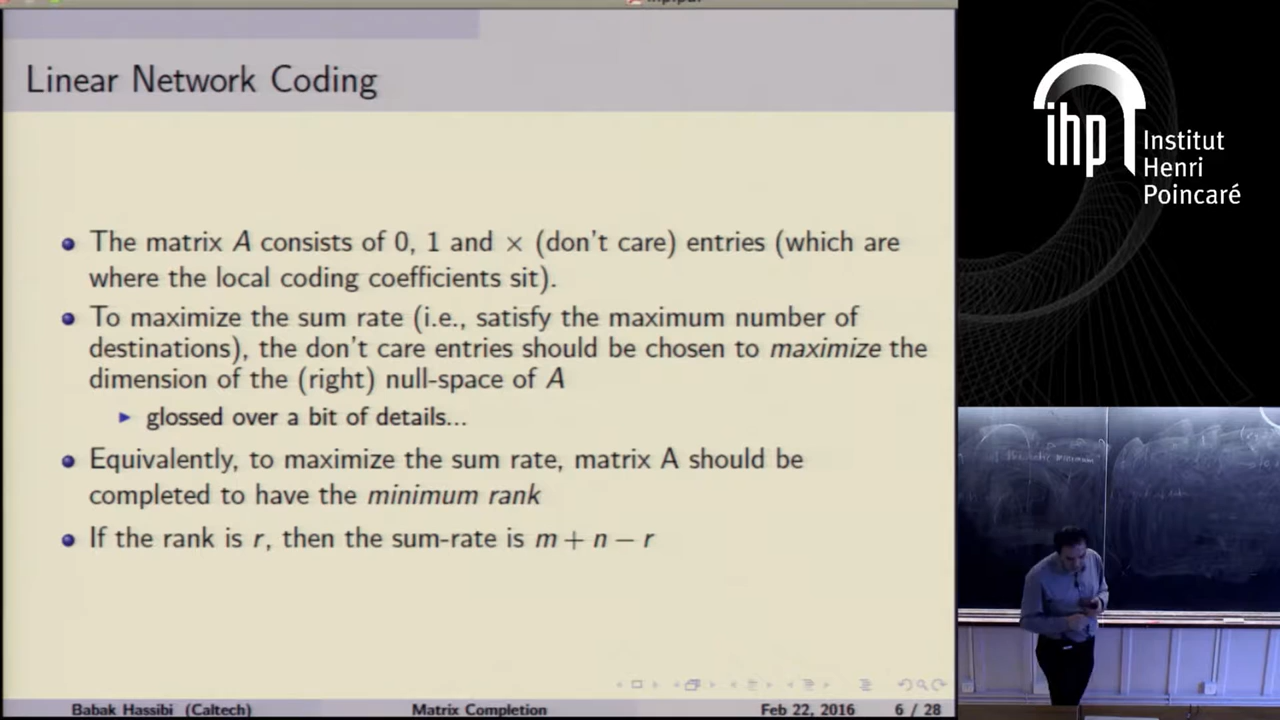 Linear Network Coding
The matrix A consists of 0, 1 and × (don't care) entries (which are
where the local coding coefficients sit).
To maximize the sum rate (i.e., satisfy the maximum number of
destinations), the don't care entries should be chosen to maximize the
dimension of the (right) null-space of A
glossed over a bit of details...
Equivalently, to maximize the sum rate, matrix A should be
completed to have the minimum rank
If the rank is r, then the sum-rate is m + n − r
Babak Hassibi (Caltech)
Matrix Completion
Feb 22, 2016
6 / 28
ihp
Institut
Henri
Poincaré
minimum